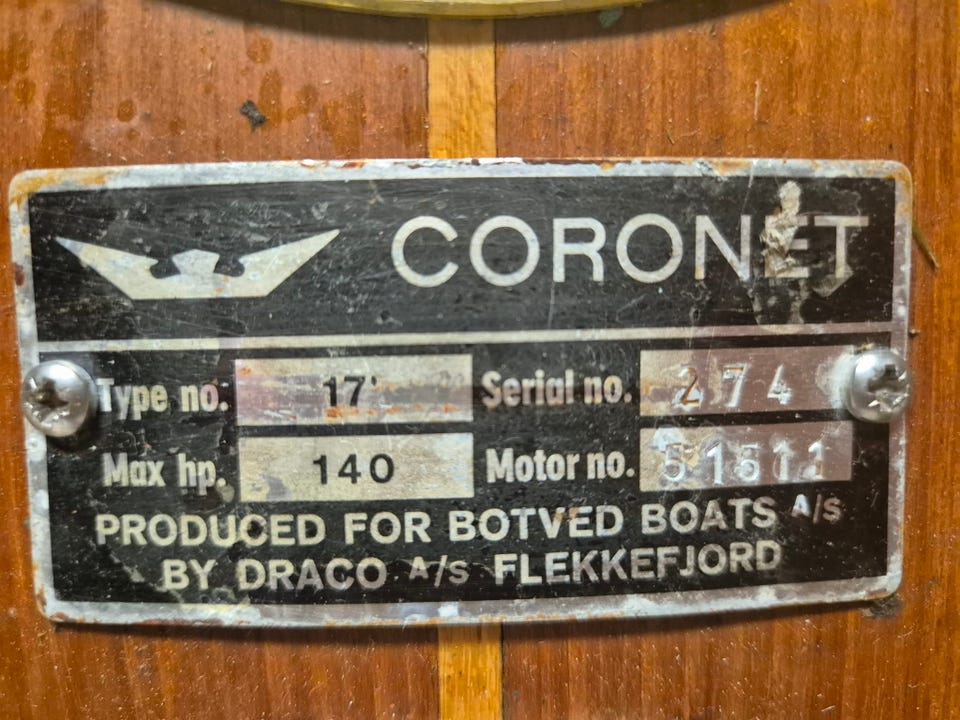 CORONET
Type no. 17' Serial no. 274
Max hp. 140 Motor no. 51511
PRODUCED FOR BOTVED BOATS A/S
BY DRACO A/S FLEKKEFJORD